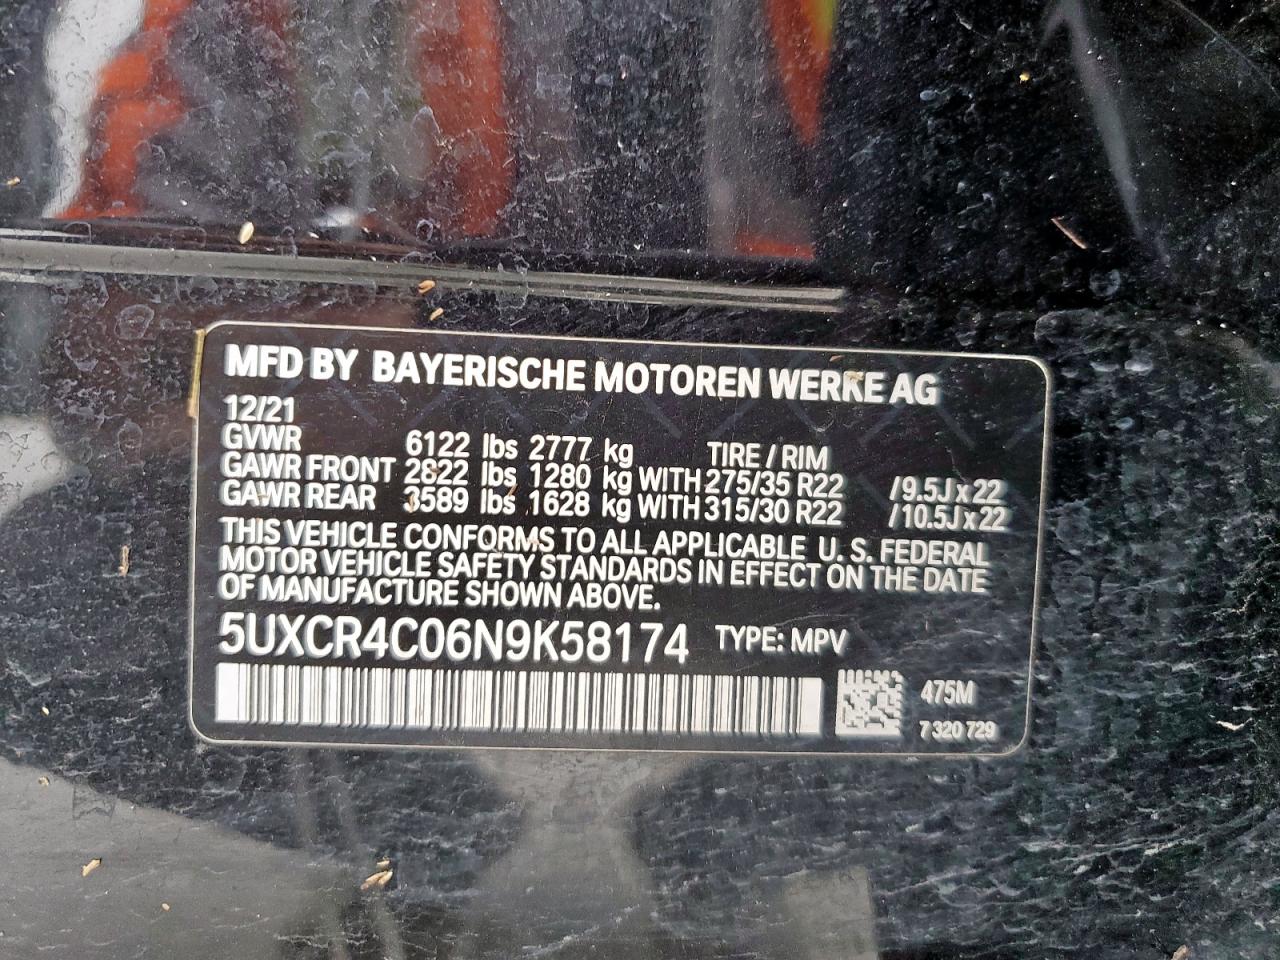 MFD BY BAYERISCHE MOTOREN WERKE AG
12/21
GVWR 6122 lbs 2777 kg TIRE / RIM
GAWR FRONT 2822 lbs 1280 kg WITH 275/35 R22 /9.5J x 22
GAWR REAR 3589 lbs 1628 kg WITH 315/30 R22 /10.5J x 22
THIS VEHICLE CONFORMS TO ALL APPLICABLE U. S. FEDERAL
MOTOR VEHICLE SAFETY STANDARDS IN EFFECT ON THE DATE
OF MANUFACTURE SHOWN ABOVE.
5UXCR4C06N9K58174 TYPE: MPV
475M
7 320 729